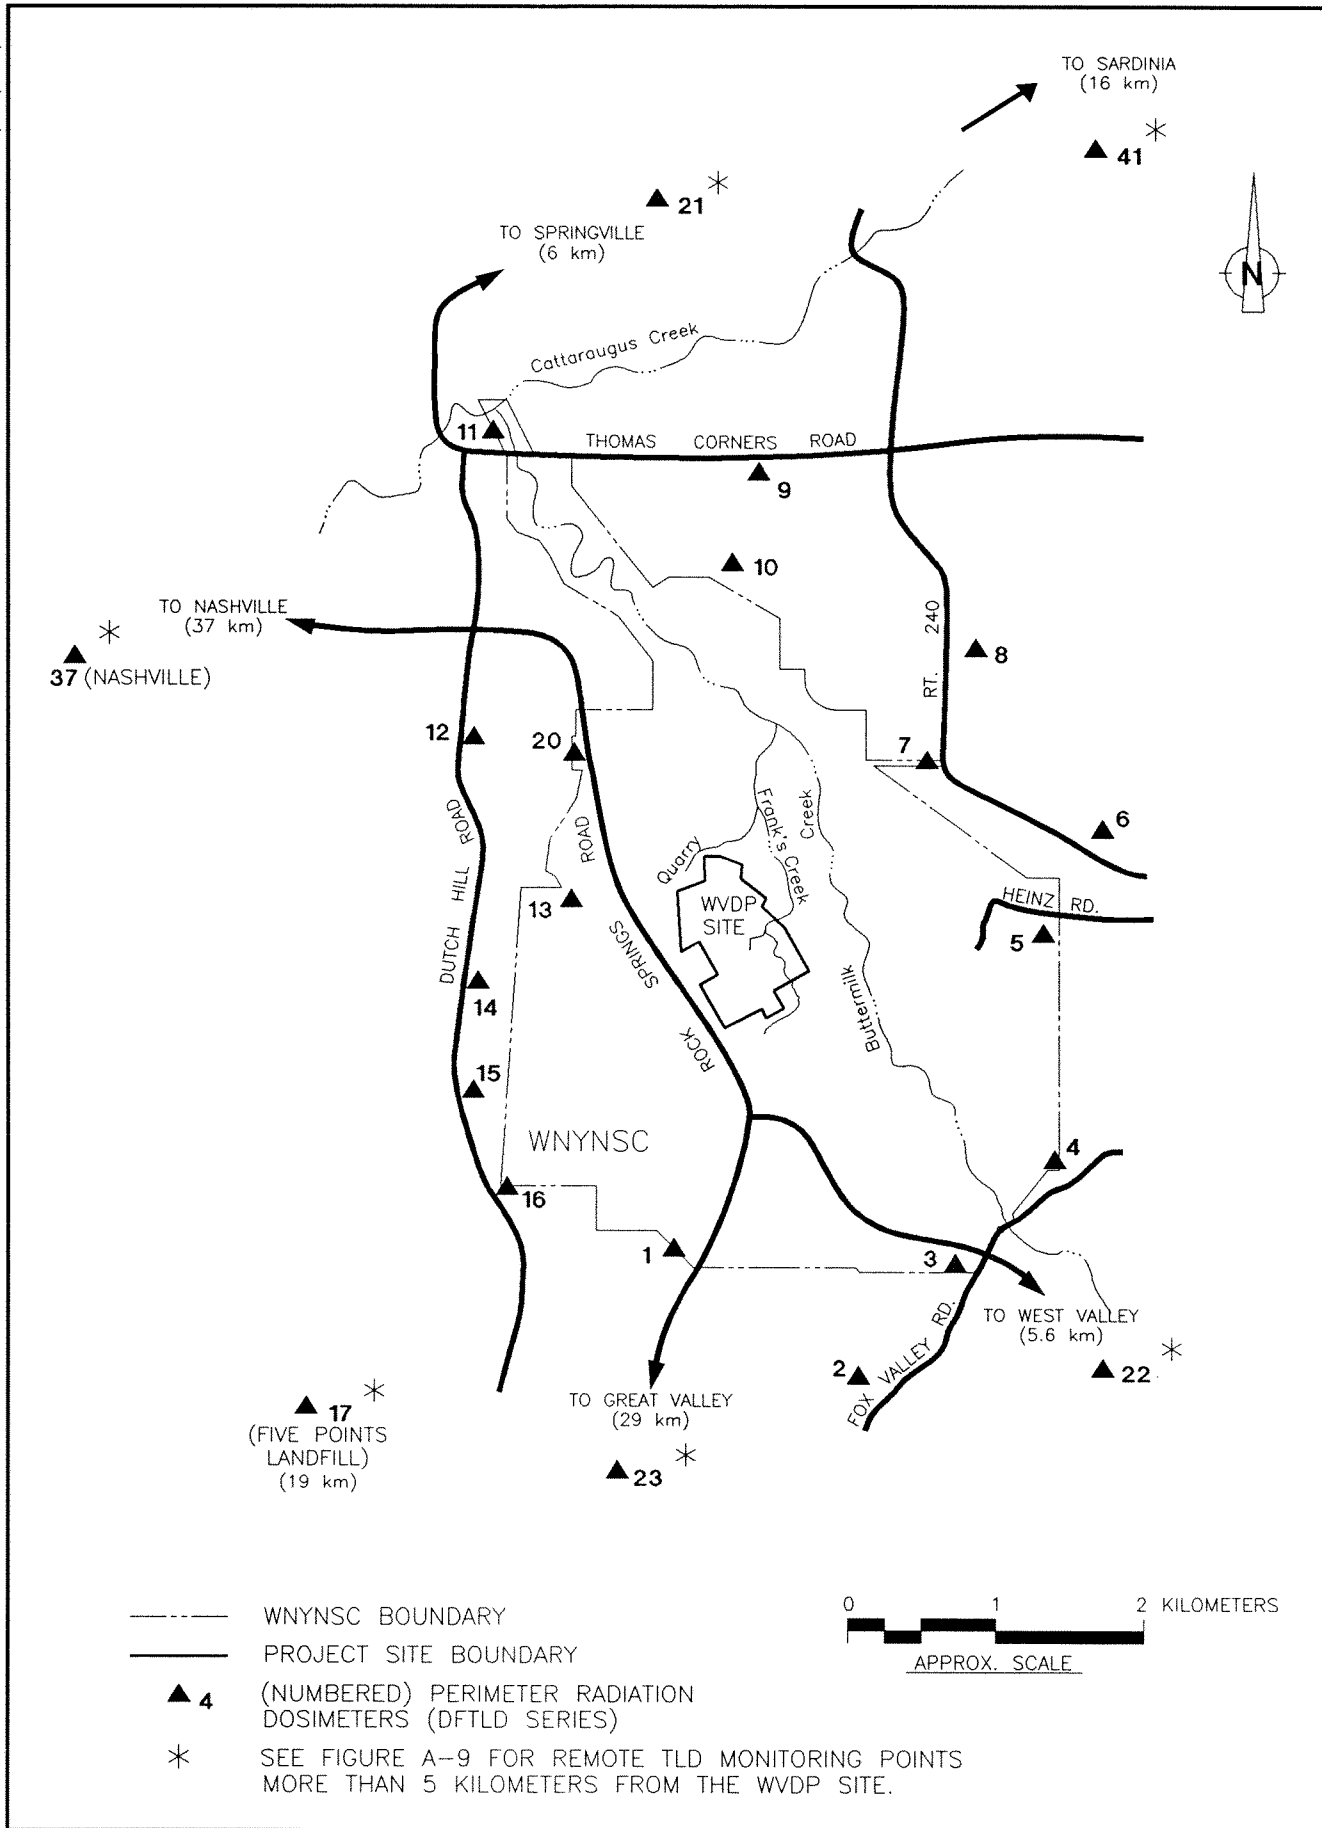 TO SARDINIA
(16 km)
41
21
TO SPRINGVILLE
(6 km)
N
Cattaraugus Creek
11
THOMAS CORNERS ROAD
9
10
TO NASHVILLE
(37 km)
37 (NASHVILLE)
RT. 240
8
12
20
7
6
DUTCH HILL ROAD
ROCK SPRINGS ROAD
Quarry
Frank's Creek
Buttermilk Creek
WVDP
SITE
HEINZ RD.
13
5
14
15
WNYNSC
4
16
1
3
TO WEST VALLEY
(5.6 km)
FOX VALLEY RD.
2
22
TO GREAT VALLEY
(29 km)
17
(FIVE POINTS
LANDFILL)
(19 km)
23
WNYNSC BOUNDARY
PROJECT SITE BOUNDARY
4 (NUMBERED) PERIMETER RADIATION
DOSIMETERS (DFTLD SERIES)
SEE FIGURE A-9 FOR REMOTE TLD MONITORING POINTS
MORE THAN 5 KILOMETERS FROM THE WVDP SITE.
0 1 2 KILOMETERS
APPROX. SCALE